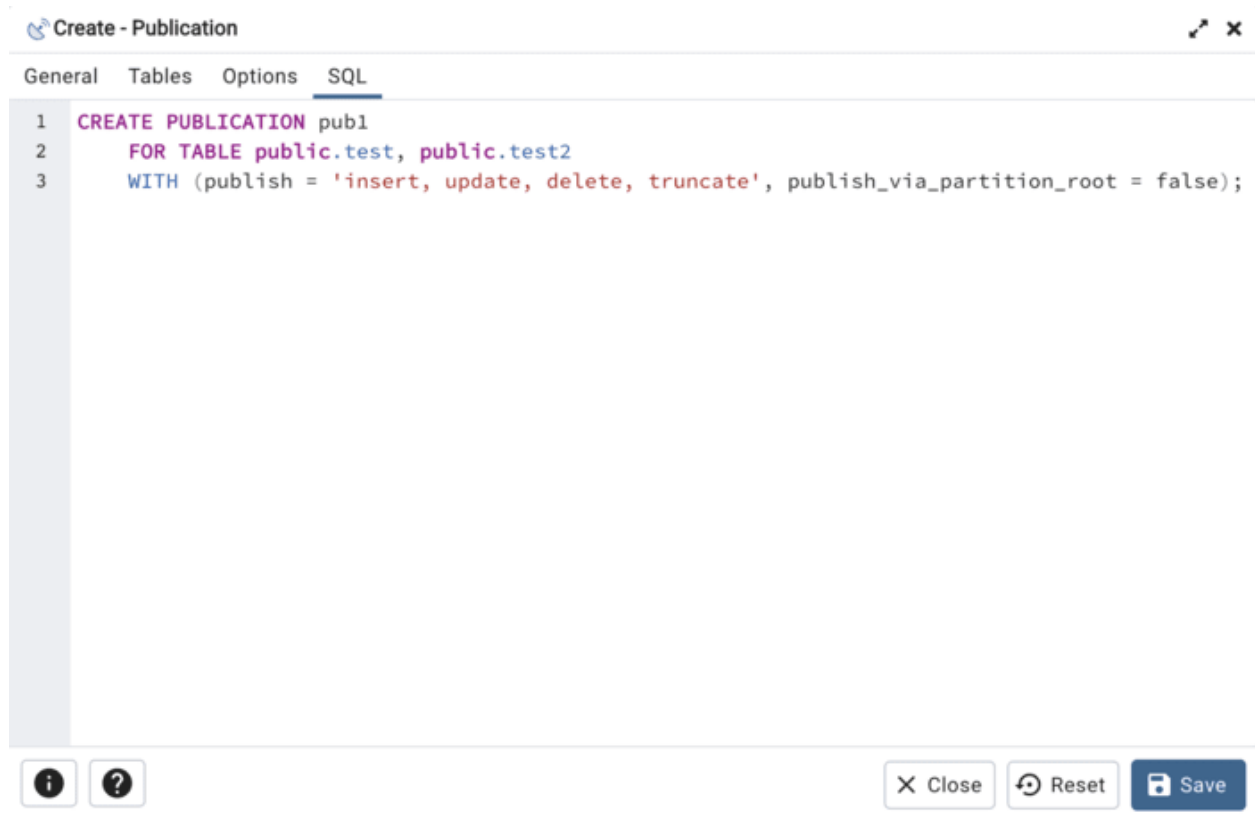 Create - Publication
General Tables Options SQL
1 CREATE PUBLICATION pub1
2 FOR TABLE public.test, public.test2
3 WITH (publish = 'insert, update, delete, truncate', publish_via_partition_root = false);
Close Reset Save